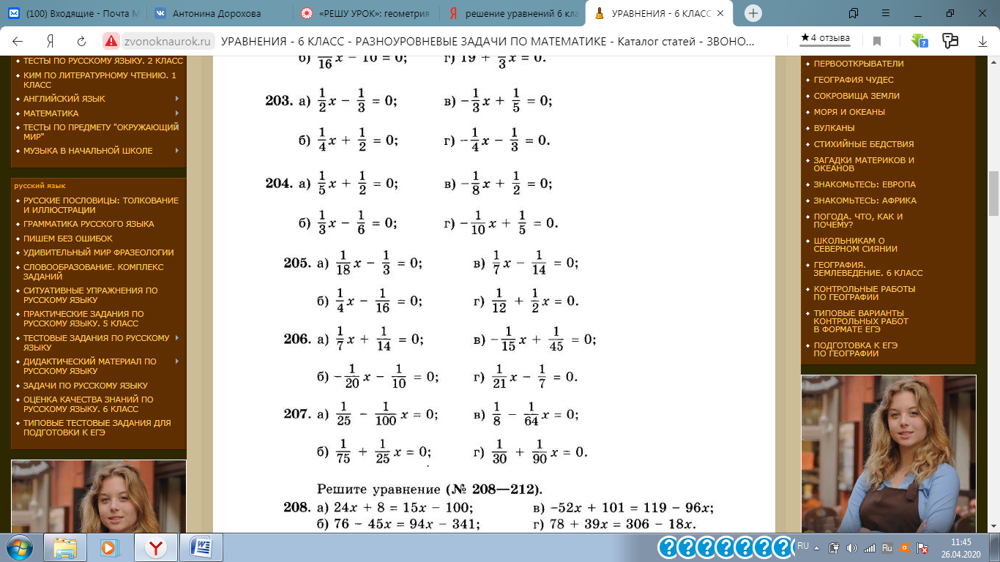 (100) Входящие - Почта М
Антонина Дорохова
«РЕШУ УРОК»: геометрия
решение уравнений 6 кла
УРАВНЕНИЯ - 6 КЛАСС
zvonoknaurok.ru УРАВНЕНИЯ - 6 КЛАСС - РАЗНОУРОВНЕВЫЕ ЗАДАЧИ ПО МАТЕМАТИКЕ - Каталог статей - ЗВОНО... ★4 отзыва
ТЕСТЫ ПО РУССКОМУ ЯЗЫКУ. 2 КЛАСС
КИМ ПО ЛИТЕРАТУРНОМУ ЧТЕНИЮ. 1
КЛАСС
АНГЛИЙСКИЙ ЯЗЫК
МАТЕМАТИКА
ТЕСТЫ ПО ПРЕДМЕТУ "ОКРУЖАЮЩИЙ
МИР"
МУЗЫКА В НАЧАЛЬНОЙ ШКОЛЕ
русский язык
РУССКИЕ ПОСЛОВИЦЫ: ТОЛКОВАНИЕ
И ИЛЛЮСТРАЦИИ
ГРАММАТИКА РУССКОГО ЯЗЫКА
ПИШЕМ БЕЗ ОШИБОК
УДИВИТЕЛЬНЫЙ МИР ФРАЗЕОЛОГИИ
СЛОВООБРАЗОВАНИЕ. КОМПЛЕКС
ЗАДАНИЙ
СИТУАТИВНЫЕ УПРАЖНЕНИЯ ПО
РУССКОМУ ЯЗЫКУ
ПРАКТИЧЕСКИЕ ЗАДАНИЯ ПО
РУССКОМУ ЯЗЫКУ. 5 КЛАСС
ТЕСТОВЫЕ ЗАДАНИЯ ПО РУССКОМУ
ЯЗЫКУ
ДИДАКТИЧЕСКИЙ МАТЕРИАЛ ПО
РУССКОМУ ЯЗЫКУ
ЗАДАЧИ ПО РУССКОМУ ЯЗЫКУ
ОЦЕНКА КАЧЕСТВА ЗНАНИЙ ПО
РУССКОМУ ЯЗЫКУ. 6 КЛАСС
ТИПОВЫЕ ТЕСТОВЫЕ ЗАДАНИЯ ДЛЯ
ПОДГОТОВКИ К ЕГЭ
16 x − 10 = 0; г) 19 + 3 x = 0.
203. а) 1/2 x − 1/3 = 0; в) −1/3 x + 1/5 = 0;
б) 1/4 x + 1/2 = 0; г) −1/4 x − 1/3 = 0.
204. а) 1/5 x + 1/2 = 0; в) −1/8 x + 1/2 = 0;
б) 1/3 x − 1/6 = 0; г) −1/10 x + 1/5 = 0.
205. а) 1/18 x − 1/3 = 0; в) 1/7 x − 1/14 = 0;
б) 1/4 x − 1/16 = 0; г) 1/12 + 1/2 x = 0.
206. а) 1/7 x + 1/14 = 0; в) −1/15 x + 1/45 = 0;
б) −1/20 x − 1/10 = 0; г) 1/21 x − 1/7 = 0.
207. а) 1/25 − 1/100 x = 0; в) 1/8 − 1/64 x = 0;
б) 1/75 + 1/25 x = 0; г) 1/30 + 1/90 x = 0.
Решите уравнение (№ 208—212).
208. а) 24x + 8 = 15x − 100; в) −52x + 101 = 119 − 96x;
б) 76 − 45x = 94x − 341; г) 78 + 39x = 306 − 18x.
ПЕРВООТКРЫВАТЕЛИ
ГЕОГРАФИЯ ЧУДЕС
СОКРОВИЩА ЗЕМЛИ
МОРЯ И ОКЕАНЫ
ВУЛКАНЫ
СТИХИЙНЫЕ БЕДСТВИЯ
ЗАГАДКИ МАТЕРИКОВ И
ОКЕАНОВ
ЗНАКОМЬТЕСЬ: ЕВРОПА
ЗНАКОМЬТЕСЬ: АФРИКА
ПОГОДА. ЧТО, КАК И
ПОЧЕМУ?
ШКОЛЬНИКАМ О
СЕВЕРНОМ СИЯНИИ
ГЕОГРАФИЯ.
ЗЕМЛЕВЕДЕНИЕ. 6 КЛАСС
КОНТРОЛЬНЫЕ РАБОТЫ
ПО ГЕОГРАФИИ
ТИПОВЫЕ ВАРИАНТЫ
КОНТРОЛЬНЫХ РАБОТ
В ФОРМАТЕ ЕГЭ
ПОДГОТОВКА К ЕГЭ
ПО ГЕОГРАФИИ
RU
Ru
11:45
26.04.2020